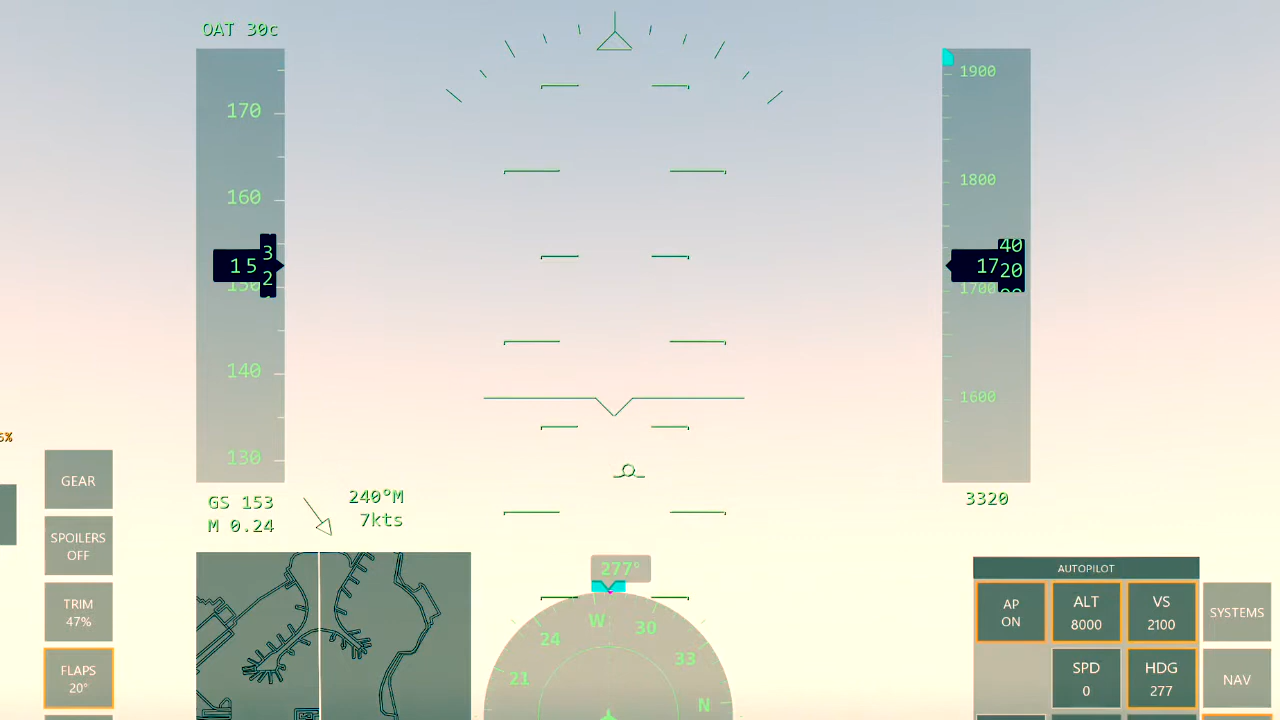 OAT 30c
170
160
15
3
2
150
140
130
GS 153
M 0.24
240°M
7kts
1900
1800
17
40
20
1700
1600
3320
GEAR
SPOILERS
OFF
TRIM
47%
FLAPS
20°
277°
21
24
W
30
33
N
AUTOPILOT
AP
ON
ALT
8000
VS
2100
SPD
0
HDG
277
SYSTEMS
NAV